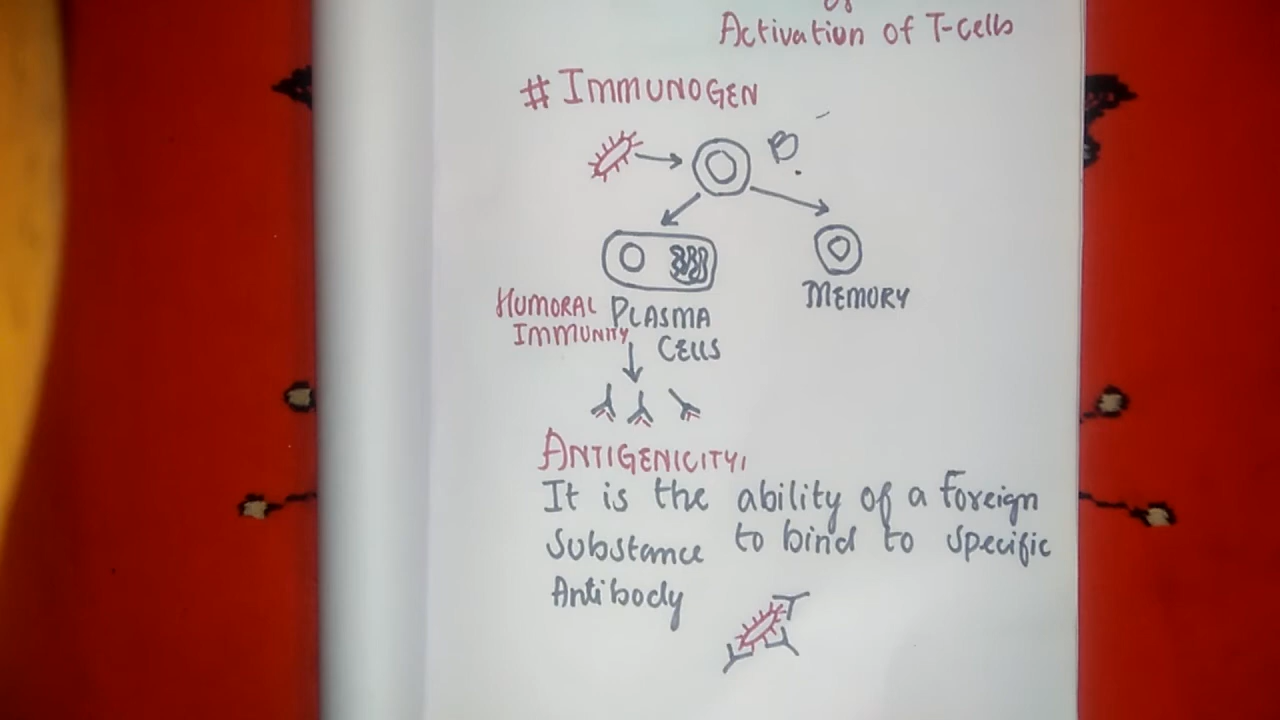 Activation of T-cells
# IMMUNOGEN
B
MEMORY
HUMORAL PLASMA
IMMUNITY CELLS
ANTIGENICITY,
It is the ability of a foreign
substance to bind to specific
Antibody